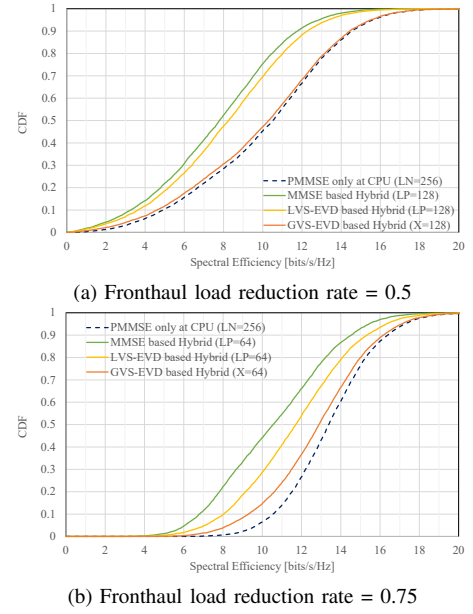 1
0.9
0.8
0.7
0.6
0.5
0.4
0.3
0.2
0.1
0
CDF
PMMSE only at CPU (LN=256)
MMSE based Hybrid (LP=128)
LVS-EVD based Hybrid (LP=128)
GVS-EVD based Hybrid (X=128)
0 2 4 6 8 10 12 14 16 18 20
Spectral Efficiency [bits/s/Hz]
(a) Fronthaul load reduction rate = 0.5
1
0.9
0.8
0.7
0.6
0.5
0.4
0.3
0.2
0.1
0
CDF
PMMSE only at CPU (LN=256)
MMSE based Hybrid (LP=64)
LVS-EVD based Hybrid (LP=64)
GVS-EVD based Hybrid (X=64)
0 2 4 6 8 10 12 14 16 18 20
Spectral Efficiency [bits/s/Hz]
(b) Fronthaul load reduction rate = 0.75